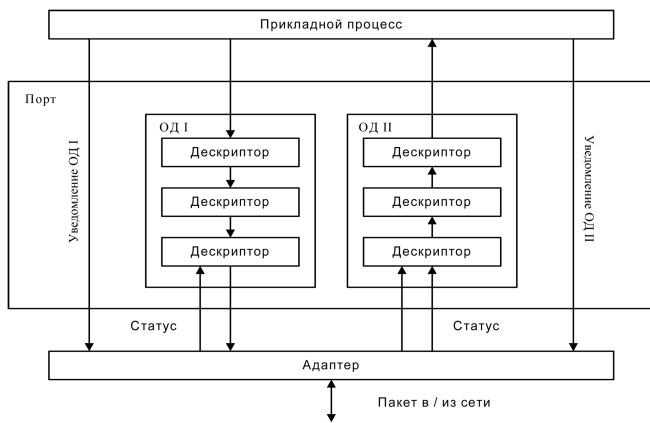 Прикладной процесс
Порт
ОД I
ОД II
Уведомление ОД I
Дескриптор
Дескриптор
Уведомление ОД II
Дескриптор
Дескриптор
Дескриптор
Дескриптор
Статус
Статус
Адаптер
Пакет в / из сети